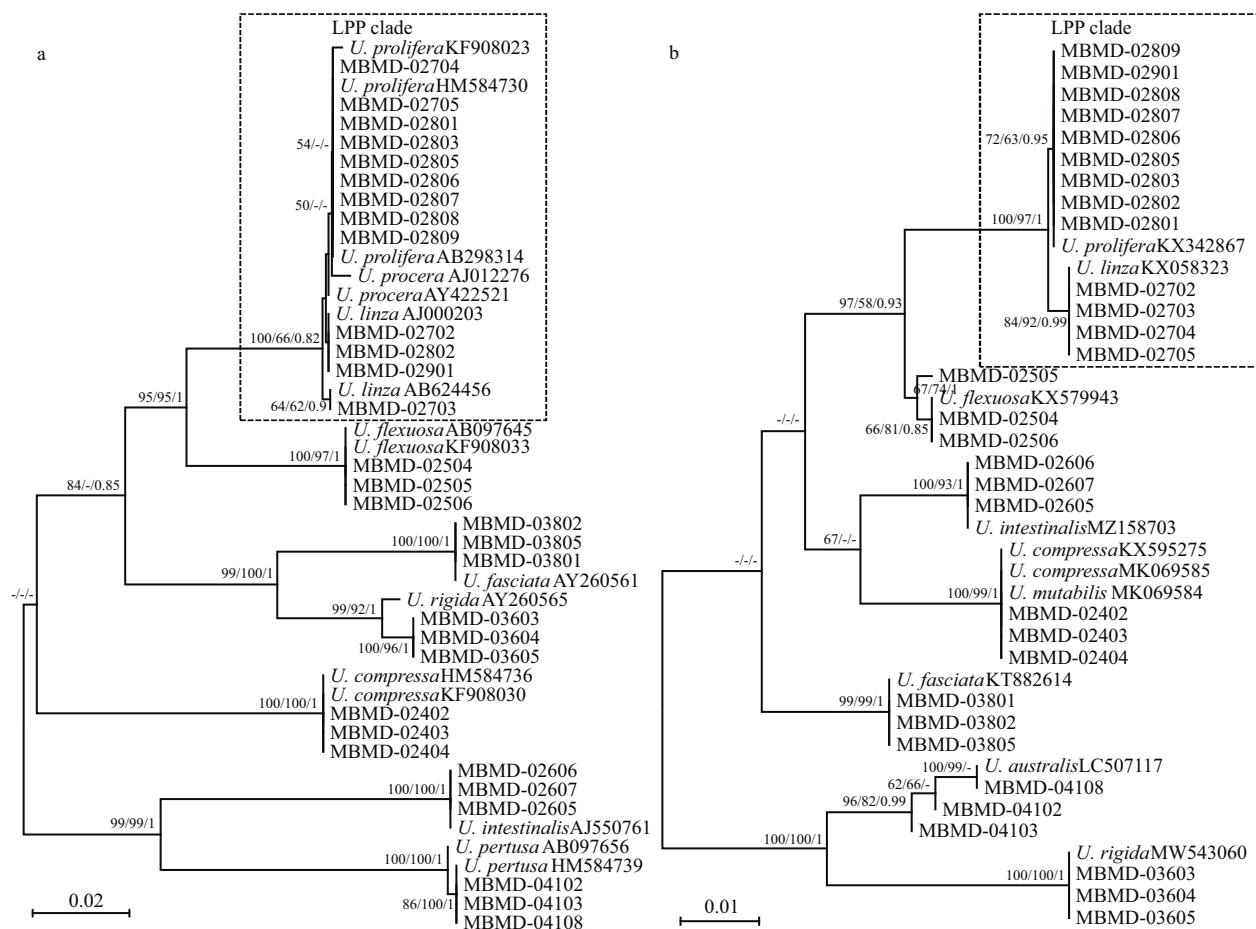 a
LPP clade
U. prolifera KF908023
MBMD-02704
U. prolifera HM584730
MBMD-02705
MBMD-02801
54/-/-
MBMD-02803
MBMD-02805
MBMD-02806
MBMD-02807
50/-/-
MBMD-02808
MBMD-02809
U. prolifera AB298314
U. procera AJ012276
U. procera AY422521
U. linza AJ000203
MBMD-02702
100/66/0.82
MBMD-02802
MBMD-02901
U. linza AB624456
64/62/0.9
MBMD-02703
95/95/1
U. flexuosa AB097645
U. flexuosa KF908033
100/97/1
MBMD-02504
MBMD-02505
MBMD-02506
84/-/0.85
MBMD-03802
100/100/1
MBMD-03805
MBMD-03801
U. fasciata AY260561
99/100/1
U. rigida AY260565
99/92/1
MBMD-03603
MBMD-03604
100/96/1
MBMD-03605
-/-/-
U. compressa HM584736
U. compressa KF908030
100/100/1
MBMD-02402
MBMD-02403
MBMD-02404
MBMD-02606
100/100/1
MBMD-02607
MBMD-02605
U. intestinalis AJ550761
99/99/1
U. pertusa AB097656
100/100/1
U. pertusa HM584739
MBMD-04102
MBMD-04103
86/100/1
MBMD-04108
0.02
b
LPP clade
MBMD-02809
MBMD-02901
MBMD-02808
MBMD-02807
72/63/0.95
MBMD-02806
MBMD-02805
MBMD-02803
MBMD-02802
MBMD-02801
100/97/1
U. prolifera KX342867
U. linza KX058323
MBMD-02702
MBMD-02703
84/92/0.99
MBMD-02704
MBMD-02705
97/58/0.93
MBMD-02505
67/74/1
U. flexuosa KX579943
MBMD-02504
66/81/0.85
MBMD-02506
-/-/-
MBMD-02606
100/93/1
MBMD-02607
MBMD-02605
U. intestinalis MZ158703
67/-/-
U. compressa KX595275
U. compressa MK069585
U. mutabilis MK069584
100/99/1
MBMD-02402
MBMD-02403
MBMD-02404
-/-/-
U. fasciata KT882614
99/99/1
MBMD-03801
MBMD-03802
MBMD-03805
100/99/-
U. australis LC507117
62/66/-
MBMD-04108
96/82/0.99
MBMD-04102
MBMD-04103
100/100/1
U. rigida MW543060
100/100/1
MBMD-03603
MBMD-03604
MBMD-03605
0.01